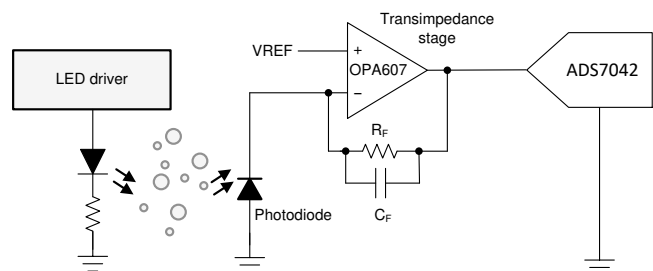 Transimpedance
stage
VREF
+
OPA607
−
LED driver
ADS7042
RF
Photodiode
CF